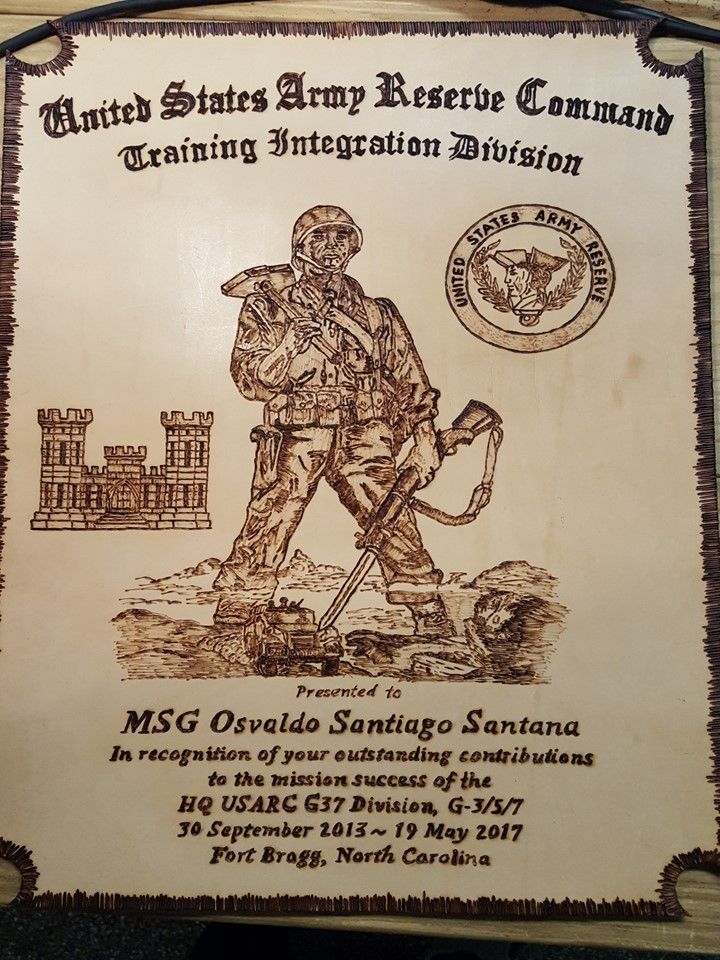 United States Army Reserve Command
Training Integration Division
UNITED STATES ARMY RESERVE
Presented to
MSG Osvaldo Santiago Santana
In recognition of your outstanding contributions
to the mission success of the
HQ USARC G37 Division, G-3/5/7
30 September 2013 ~ 19 May 2017
Fort Bragg, North Carolina